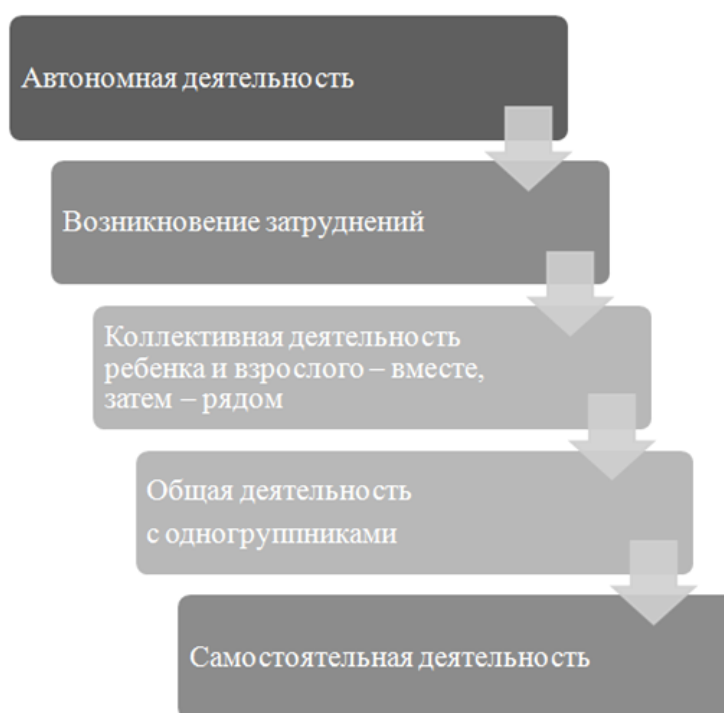 Автономная деятельность
Возникновение затруднений
Коллективная деятельность
ребенка и взрослого – вместе,
затем – рядом
Общая деятельность
с одногруппниками
Самостоятельная деятельность